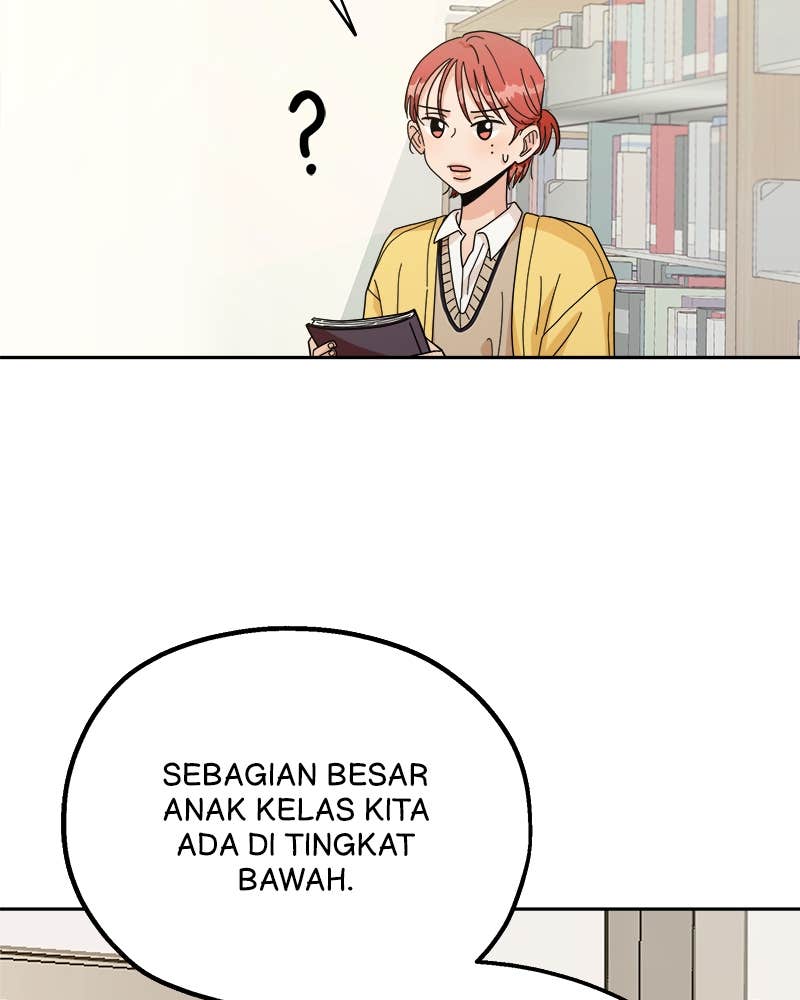 ?
SEBAGIAN BESAR
ANAK KELAS KITA
ADA DI TINGKAT
BAWAH.